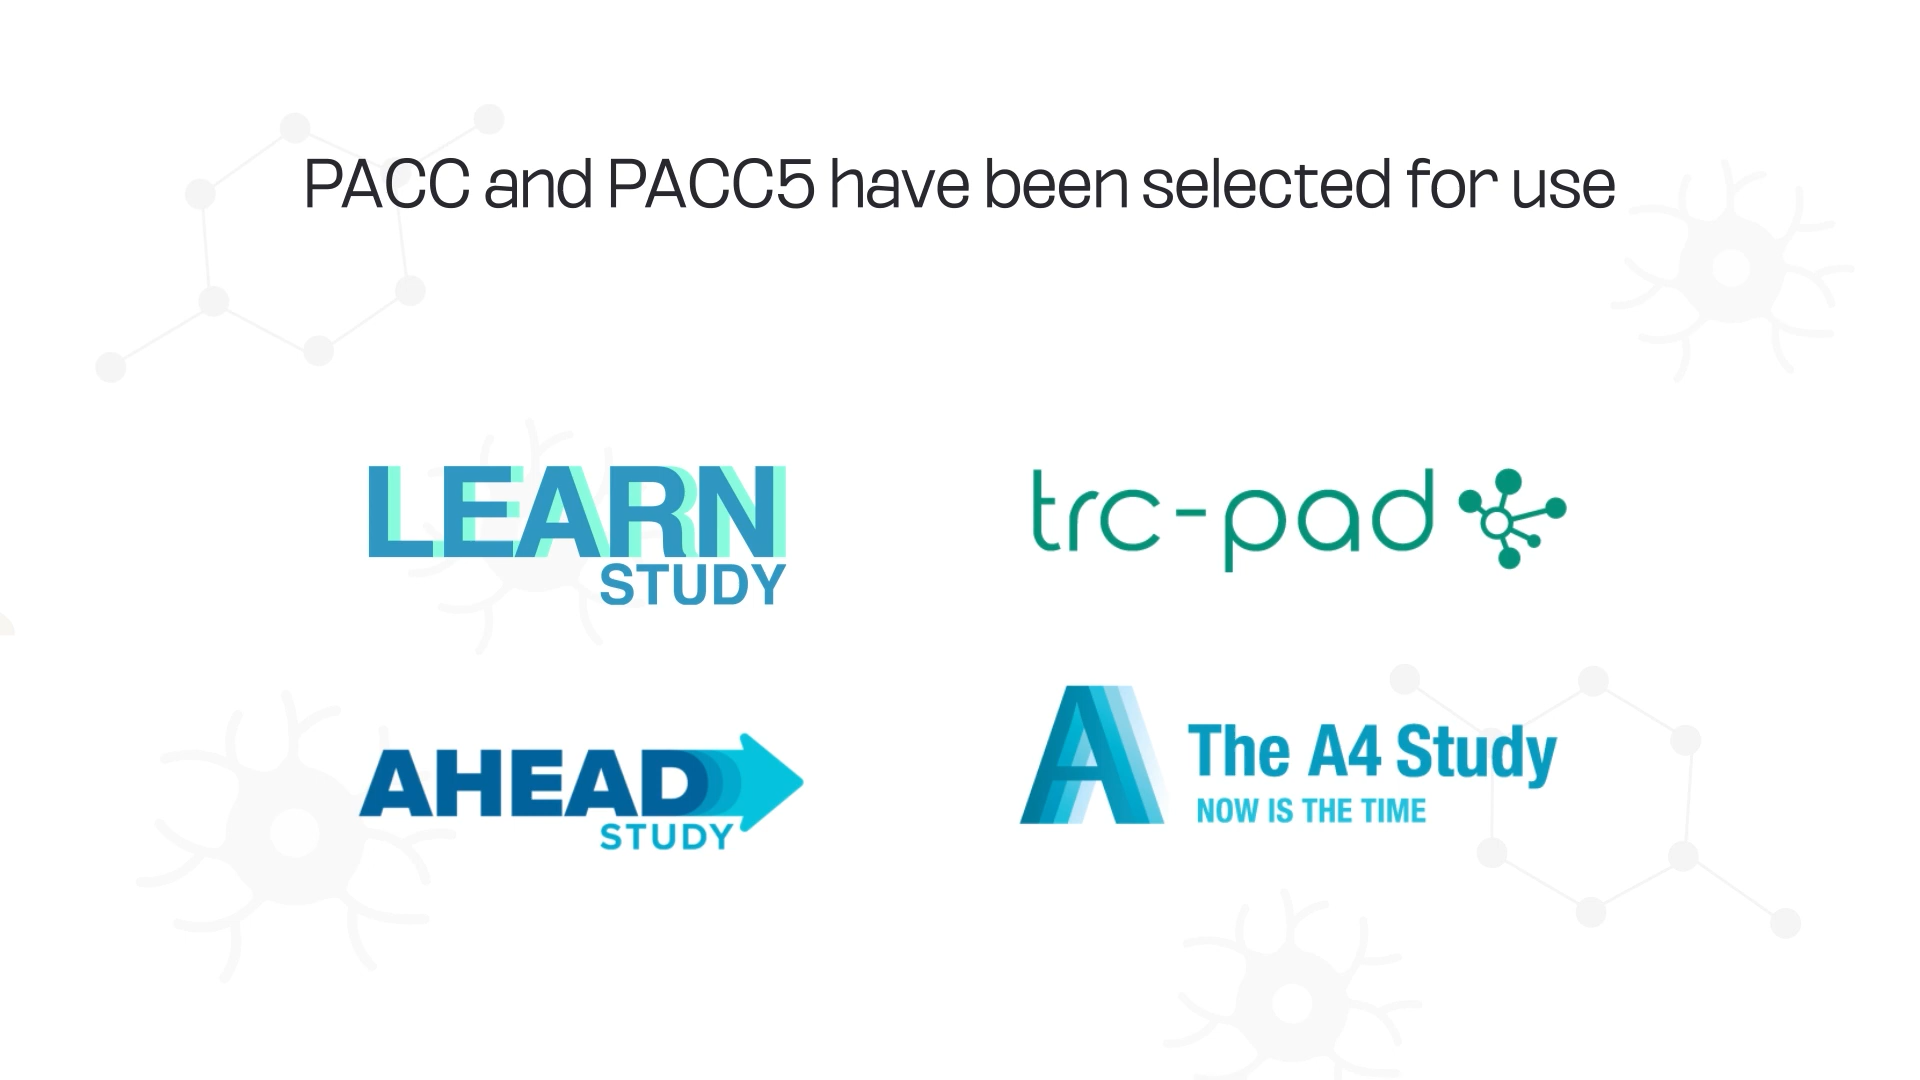 PACC and PACC5 have been selected for use
LEARN
STUDY
trc-pad
AHEAD
STUDY
A
The A4 Study
NOW IS THE TIME